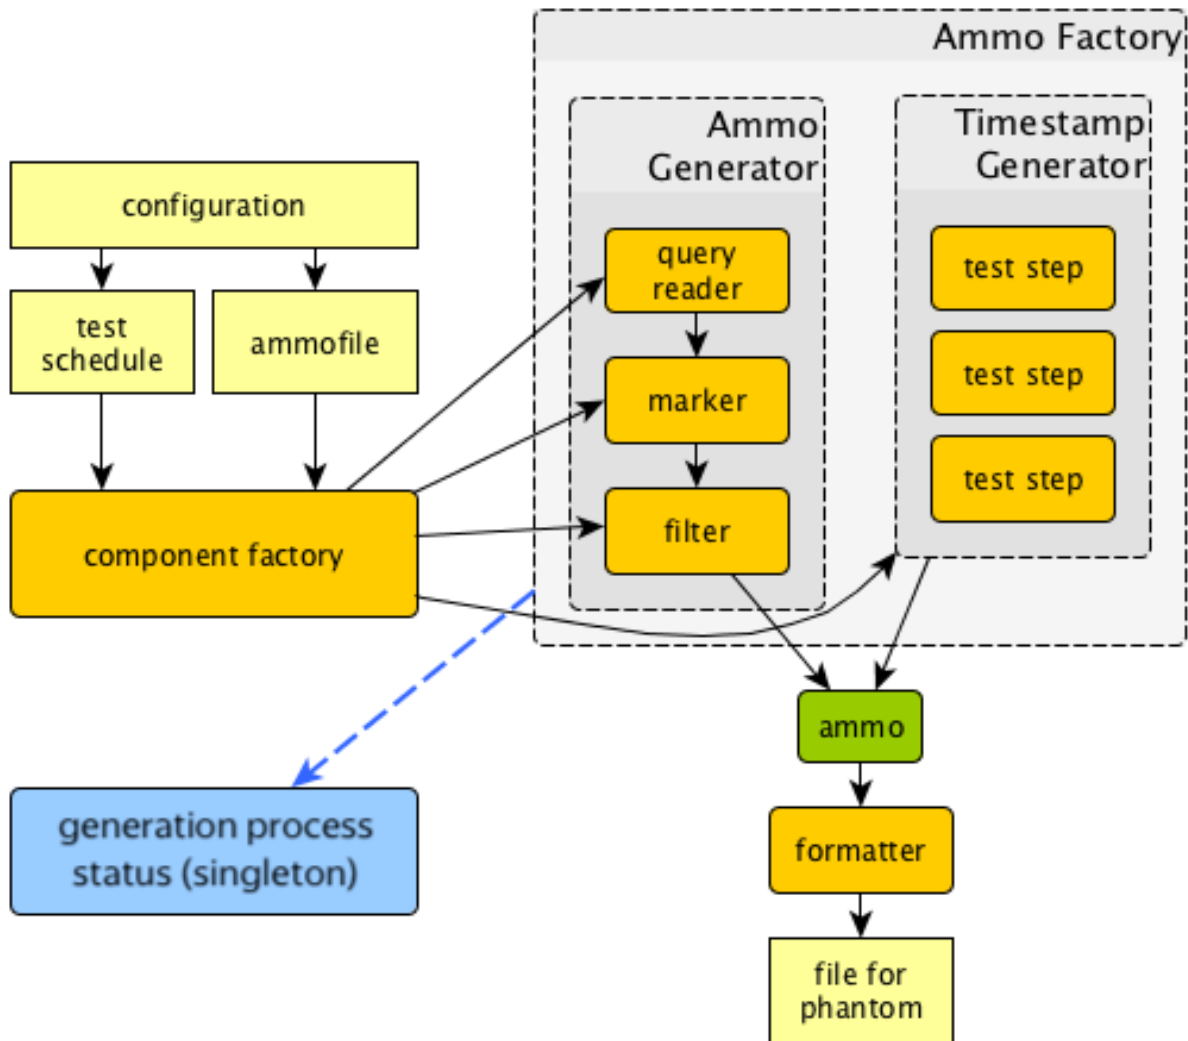 Ammo Factory
Ammo
Generator
Timestamp
Generator
configuration
query
reader
test step
test
schedule
ammofile
marker
test step
test step
component factory
filter
ammo
generation process
status (singleton)
formatter
file for
phantom